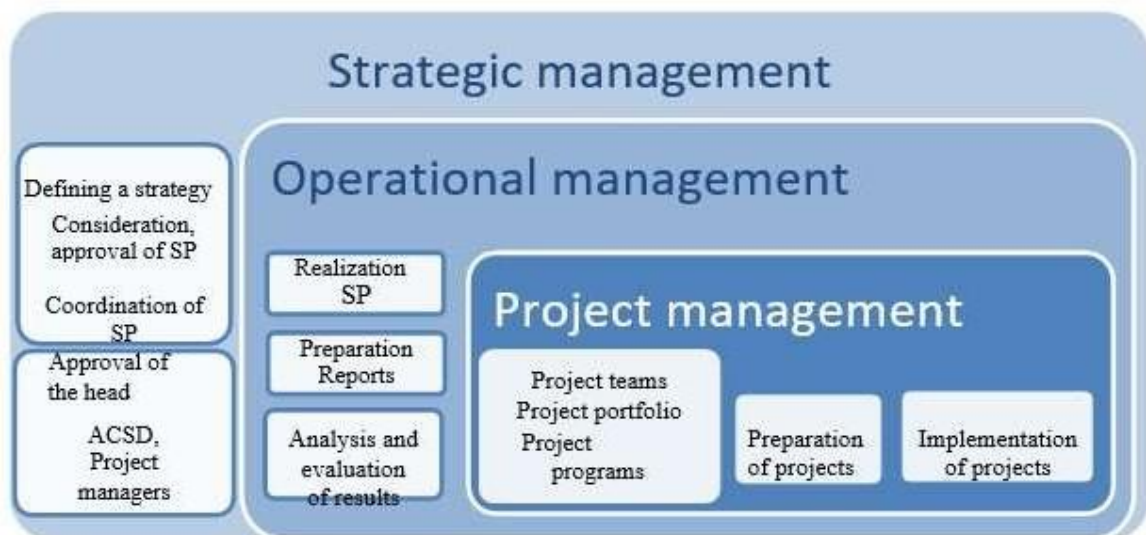 Strategic management
Defining a strategy
Consideration,
approval of SP
Coordination of
SP
Approval of
the head
ACSD,
Project
managers
Operational management
Realization
SP
Preparation
Reports
Analysis and
evaluation
of results
Project management
Project teams
Project portfolio
Project
programs
Preparation
of projects
Implementation
of projects